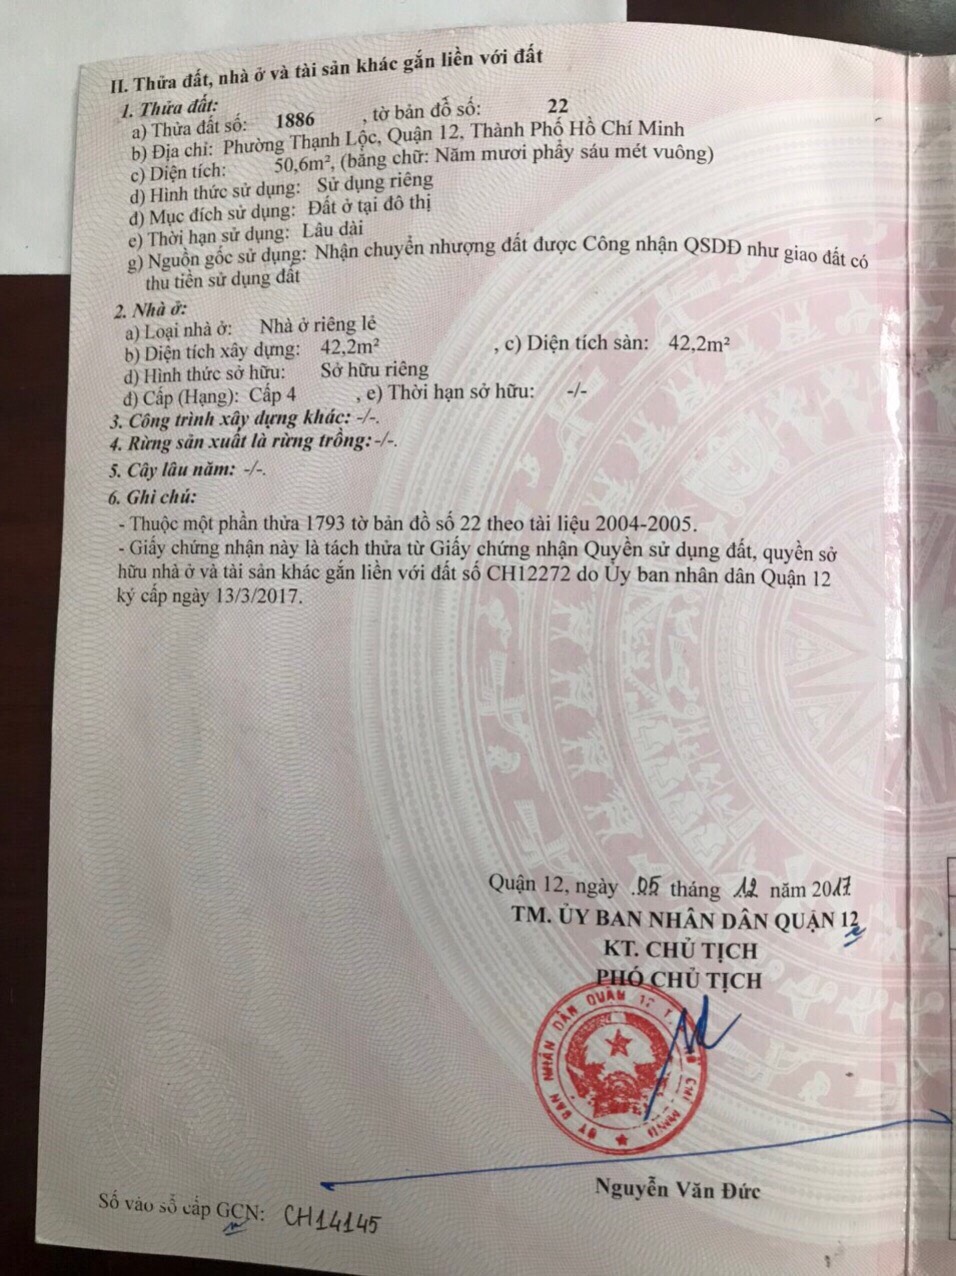 II. Thửa đất, nhà ở và tài sản khác gắn liền với đất
1. Thửa đất:
a) Thửa đất số: 1886 , tờ bản đồ số: 22
b) Địa chỉ: Phường Thạnh Lộc, Quận 12, Thành Phố Hồ Chí Minh
c) Diện tích: 50,6m², (bằng chữ: Năm mươi phẩy sáu mét vuông)
d) Hình thức sử dụng: Sử dụng riêng
đ) Mục đích sử dụng: Đất ở tại đô thị
e) Thời hạn sử dụng: Lâu dài
g) Nguồn gốc sử dụng: Nhận chuyển nhượng đất được Công nhận QSDĐ như giao đất có
thu tiền sử dụng đất
2. Nhà ở:
a) Loại nhà ở: Nhà ở riêng lẻ
b) Diện tích xây dựng: 42,2m² , c) Diện tích sàn: 42,2m²
d) Hình thức sở hữu: Sở hữu riêng
đ) Cấp (Hạng): Cấp 4 , e) Thời hạn sở hữu: -/-
3. Công trình xây dựng khác: -/-.
4. Rừng sản xuất là rừng trồng: -/-.
5. Cây lâu năm: -/-.
6. Ghi chú:
- Thuộc một phần thửa 1793 tờ bản đồ số 22 theo tài liệu 2004-2005.
- Giấy chứng nhận này là tách thửa từ Giấy chứng nhận Quyền sử dụng đất, quyền sở
hữu nhà ở và tài sản khác gắn liền với đất số CH12272 do Ủy ban nhân dân Quận 12
ký cấp ngày 13/3/2017.
Quận 12, ngày .05 tháng 12 năm 2017
TM. ỦY BAN NHÂN DÂN QUẬN 12
KT. CHỦ TỊCH
PHÓ CHỦ TỊCH
ỦY BAN NHÂN DÂN QUẬN 12 T. HỒ CHÍ MINH
Nguyễn Văn Đức
Số vào sổ cấp GCN: CH14145